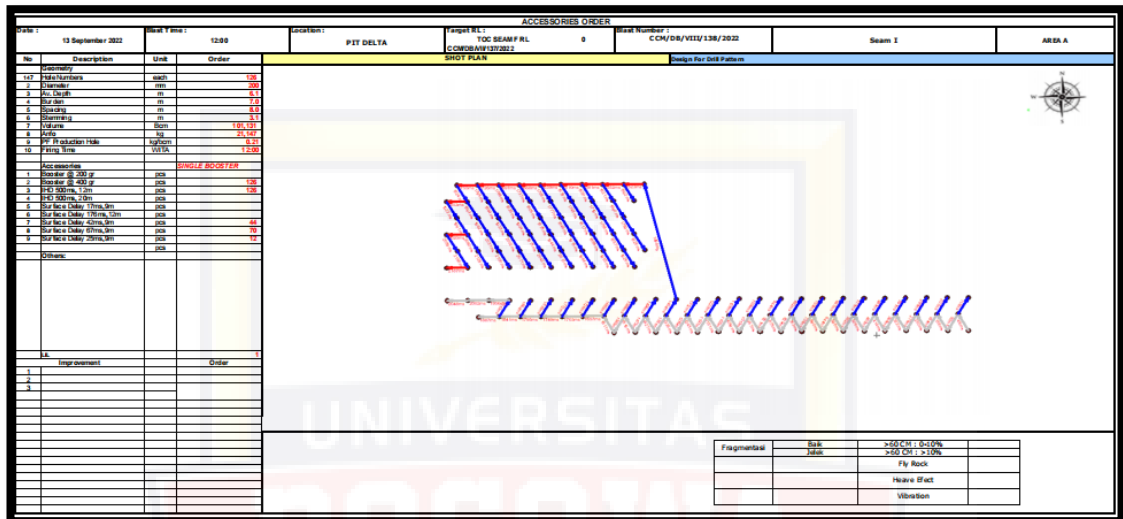 ACCESSORIES ORDER
Date : 13 September 2022 Blast Time : 12:00 Location : PIT DELTA Target RL : TOC SEAM F RL 0 Blast Number : CCM/DB/VIII/138/2022 Seam I AREA A
No Description Unit Order SHOT PLAN Design For Drill Pattern
Geometry
147 Hole Numbers each 126
2 Diameter mm 200
3 Av. Depth m 6.1
4 Burden m 7.0
5 Spacing m 8.0
6 Stemming m 3.1
7 Volume Bcm 101,131
8 Anfo kg 21,147
9 PF Production Hole kg/bcm 0.21
10 Firing Time WITA 12:00
Accessories SINGLE BOOSTER
1 Booster @ 200 gr pcs
2 Booster @ 400 gr pcs 126
3 IHD 500ms, 12m pcs 126
4 IHD 500ms, 20m pcs
5 Surface Delay 17ms,9m pcs
6 Surface Delay 176ms,12m pcs
7 Surface Delay 42ms,9m pcs 44
8 Surface Delay 67ms,9m pcs 70
9 Surface Delay 25ms,9m pcs 12
pcs
Others:
LIL 1
Improvement Order
1
2
3
N
W
S
UNIVERSITAS
Fragmentasi Baik >60 CM : 0-10%
Jelek >60 CM : >10%
Fly Rock
Heave Efect
Vibration